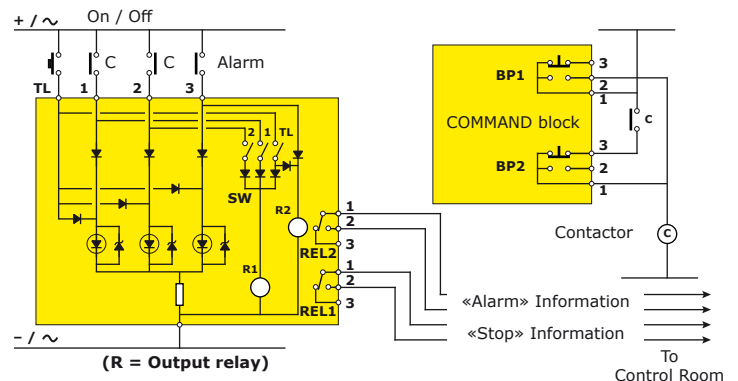 + / ∿ On / Off
C C Alarm
TL 1 2 3
2 1 TL
SW
R2
R1
REL2
1
2
3
REL1
1
2
3
– / ∿
(R = Output relay)
BP1
3
2
1
COMMAND block
C
BP2
3
2
1
Contactor
C
«Alarm» Information
«Stop» Information
To
Control Room